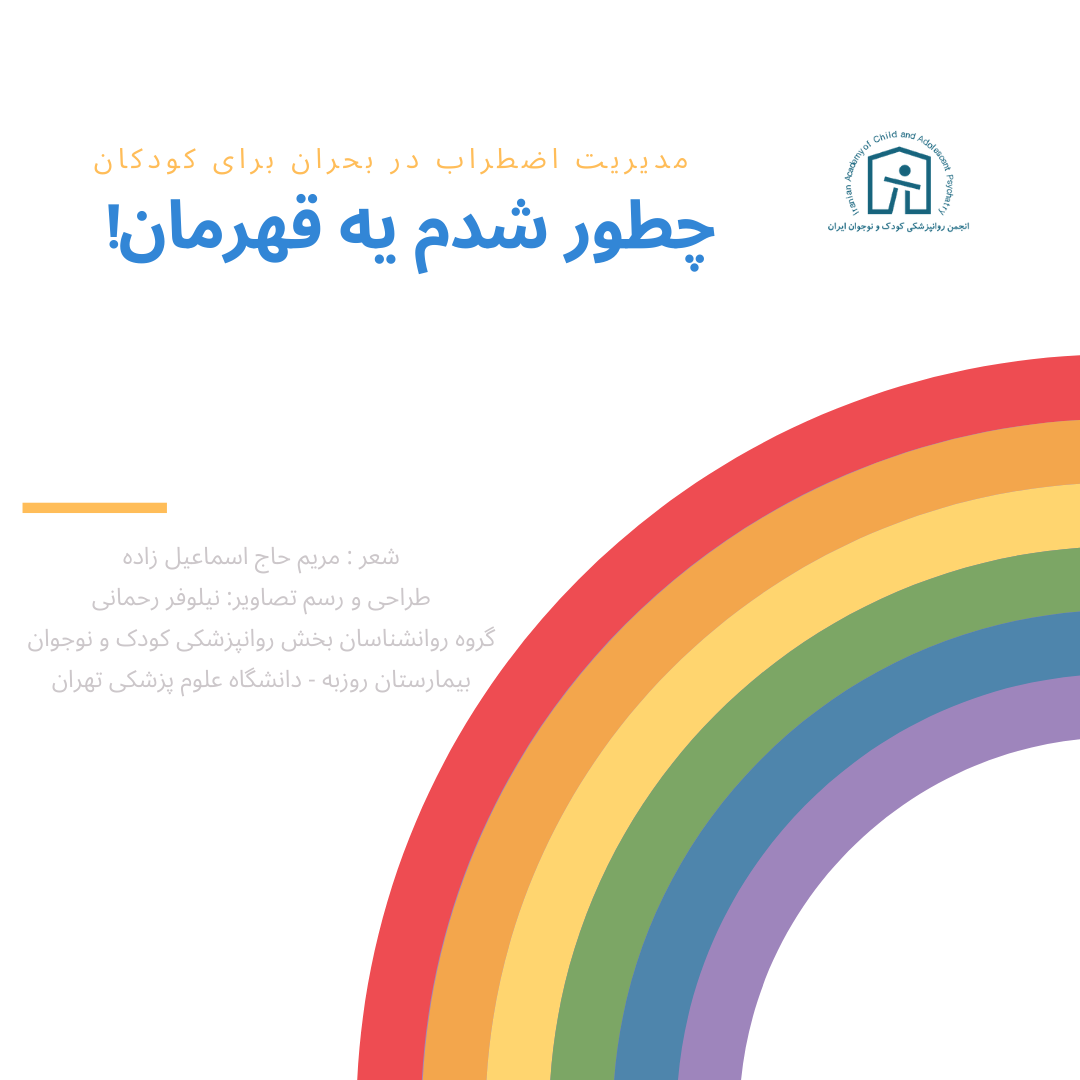 مدیریت اضطراب در بحران برای کودکان
چطور شدم یه قهرمان!
Iranian Academy of Child and Adolescent Psychatry
انجمن روانپزشکی کودک و نوجوان ایران
شعر : مریم حاج اسماعیل زاده
طراحی و رسم تصاویر: نیلوفر رحمانی
گروه روانشناسان بخش روانپزشکی کودک و نوجوان
بیمارستان روزبه - دانشگاه علوم پزشکی تهران